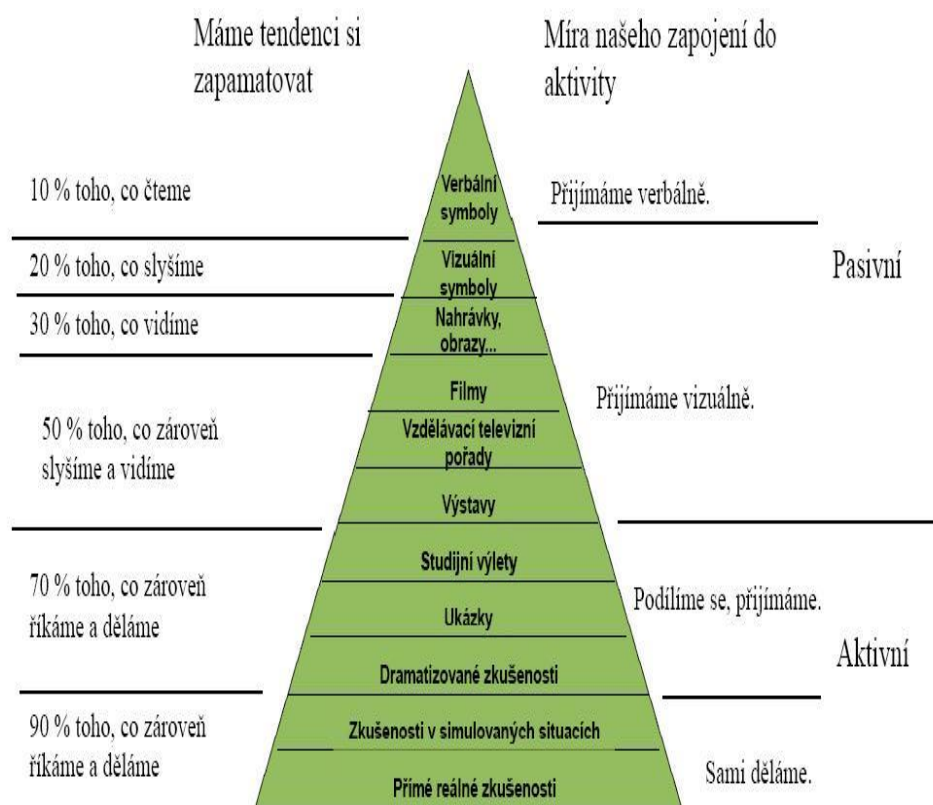 Máme tendenci si
zapamatovat
Míra našeho zapojení do
aktivity
10 % toho, co čteme
Verbální
symboly
Přijímáme verbálně.
20 % toho, co slyšíme
Vizuální
symboly
Pasivní
30 % toho, co vidíme
Nahrávky,
obrazy...
50 % toho, co zároveň
slyšíme a vidíme
Filmy
Přijímáme vizuálně.
Vzdělávací televizní
pořady
Výstavy
70 % toho, co zároveň
říkáme a děláme
Studijní výlety
Podílíme se, přijímáme.
Ukázky
Aktivní
Dramatizované zkušenosti
90 % toho, co zároveň
říkáme a děláme
Zkušenosti v simulovaných situacích
Sami děláme.
Přímé reálné zkušenosti